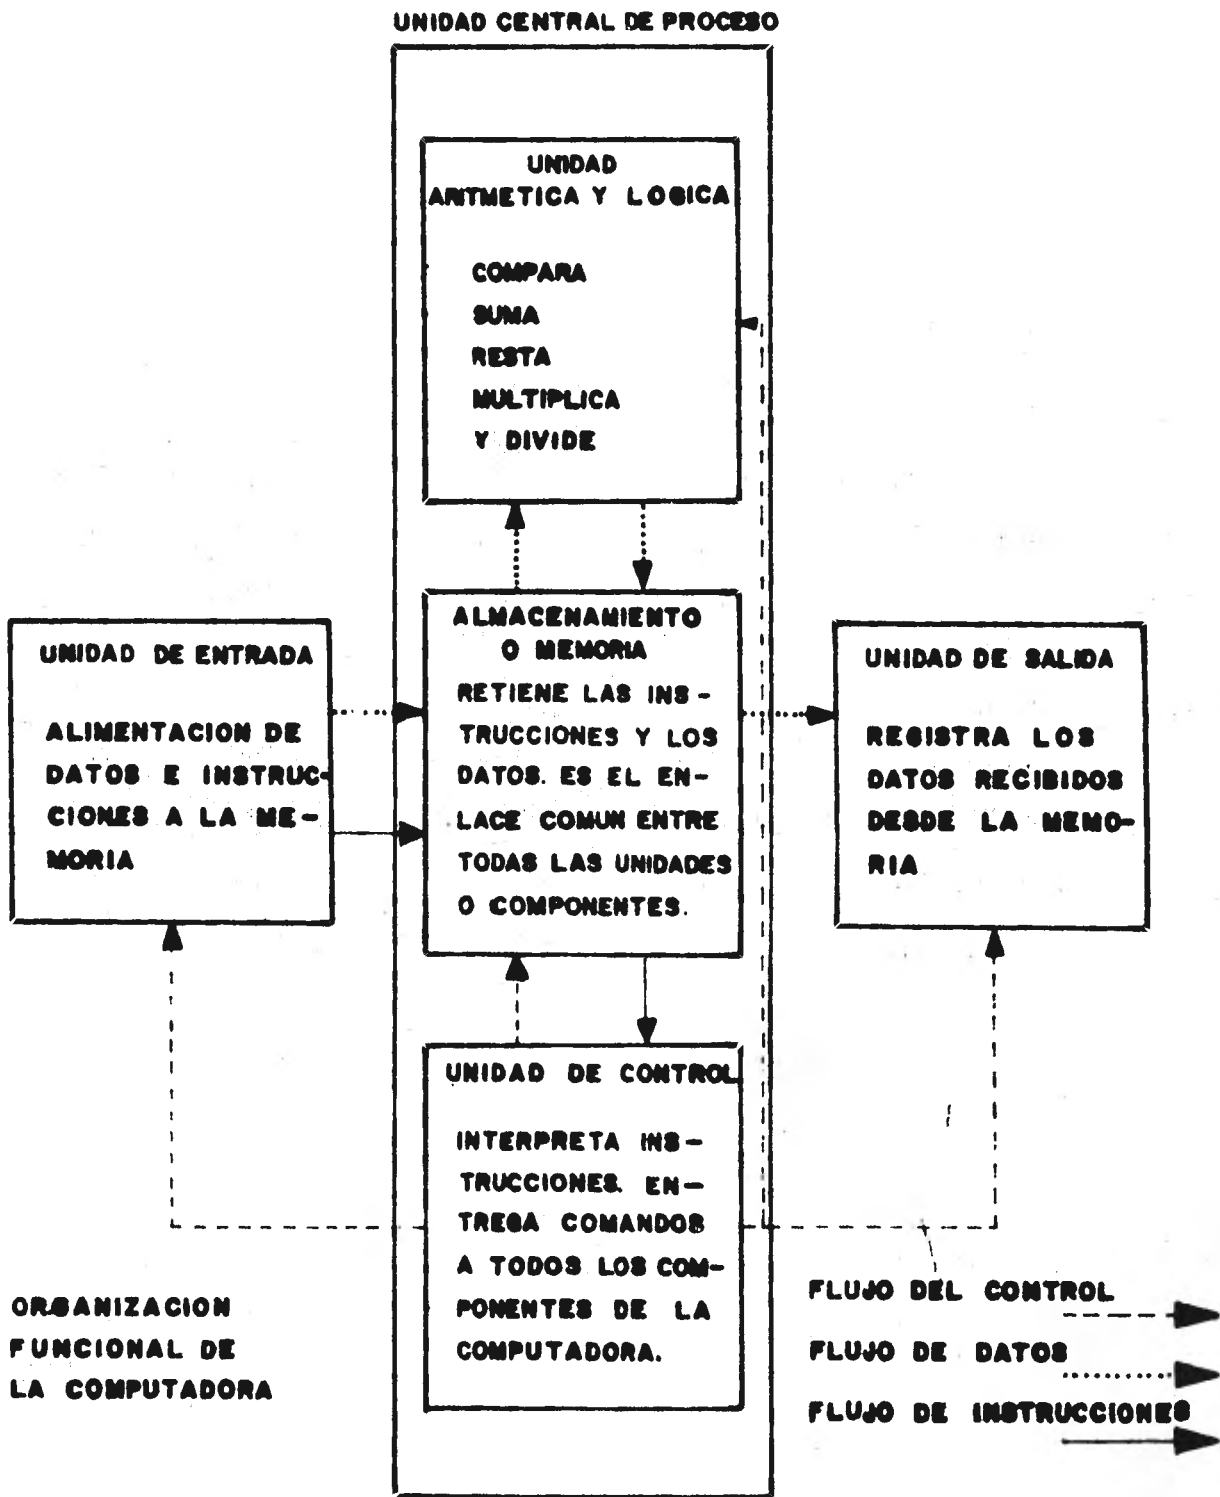 UNIDAD CENTRAL DE PROCESO
UNIDAD
ARITMETICA Y LOGICA
COMPARA
SUMA
RESTA
MULTIPLICA
Y DIVIDE
UNIDAD DE ENTRADA
ALIMENTACION DE
DATOS E INSTRUC-
CIONES A LA ME-
MORIA
ALMACENAMIENTO
O MEMORIA
RETIENE LAS INS-
TRUCCIONES Y LOS
DATOS. ES EL EN-
LACE COMUN ENTRE
TODAS LAS UNIDADES
O COMPONENTES.
UNIDAD DE SALIDA
REGISTRA LOS
DATOS RECIBIDOS
DESDE LA MEMO-
RIA
UNIDAD DE CONTROL
INTERPRETA INS-
TRUCCIONES. EN-
TREGA COMANDOS
A TODOS LOS COM-
PONENTES DE LA
COMPUTADORA.
ORGANIZACION
FUNCIONAL DE
LA COMPUTADORA
FLUJO DEL CONTROL
FLUJO DE DATOS
FLUJO DE INSTRUCCIONES